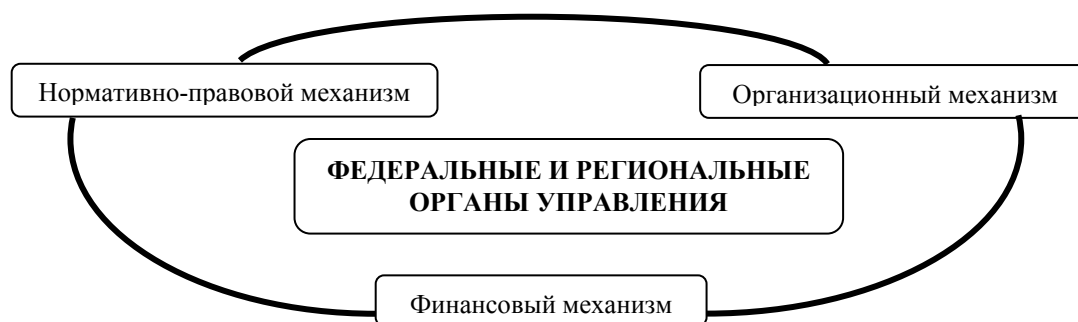 Нормативно-правовой механизм
Организационный механизм
ФЕДЕРАЛЬНЫЕ И РЕГИОНАЛЬНЫЕ
ОРГАНЫ УПРАВЛЕНИЯ
Финансовый механизм